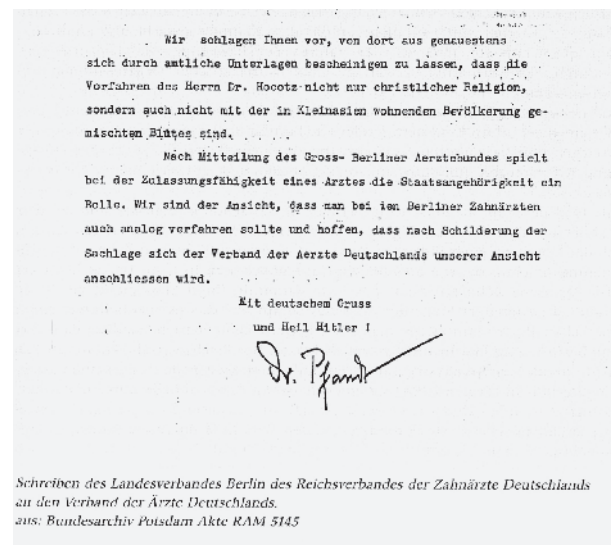 Wir schlagen Ihnen vor, von dort aus genauestens
sich durch amtliche Unterlagen bescheinigen zu lassen, dass die
Vorfahren des Herrn Dr. Hocotz nicht nur christlicher Religion,
sondern auch nicht mit der in Kleinasien wohnenden Bevölkerung ge-
mischten Blutes sind.
Nach Mitteilung des Gross- Berliner Aerztebundes spielt
bei der Zulassungsfähigkeit eines Arztes die Staatsangehörigkeit ein
Rolle. Wir sind der Ansicht, dass man bei den Berliner Zahnärzten
auch analog verfahren sollte und hoffen, dass nach Schilderung der
Sachlage sich der Verband der Aerzte Deutschlands unserer Ansicht
anschliessen wird.
Mit deutschem Gruss
und Heil Hitler !
Dr. Pfandt
Schreiben des Landesverbandes Berlin des Reichsverbandes der Zahnärzte Deutschlands
an den Verband der Ärzte Deutschlands.
aus: Bundesarchiv Potsdam Akte RAM 5145